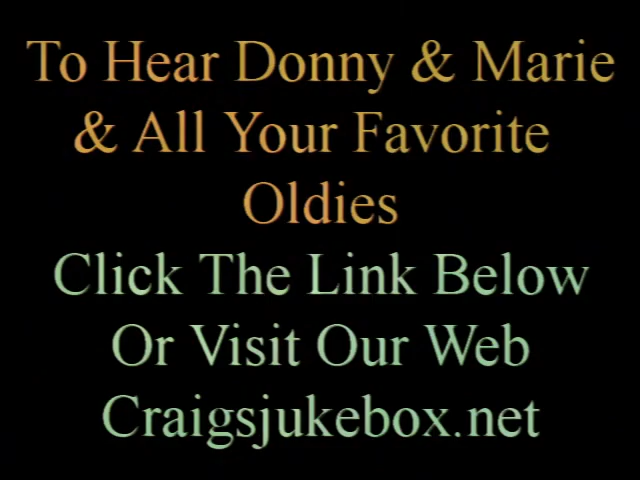 To Hear Donny & Marie
& All Your Favorite
Oldies
Click The Link Below
Or Visit Our Web
Craigsjukebox.net